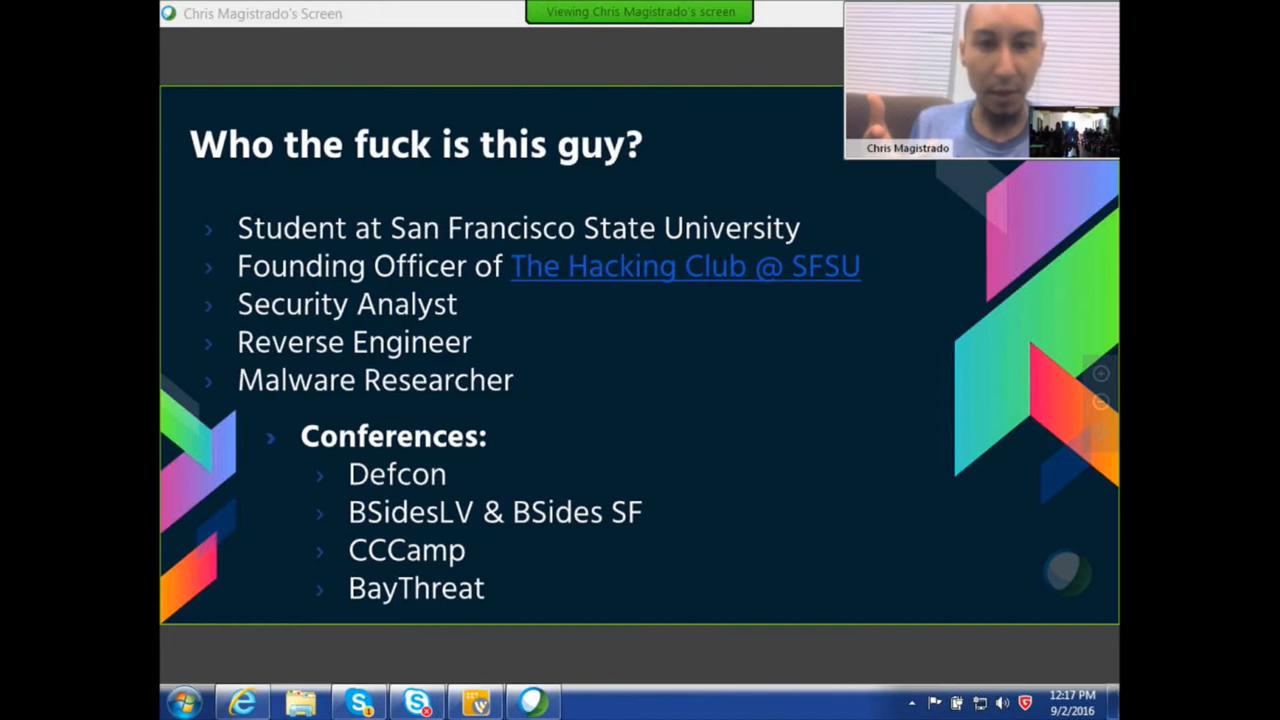 Chris Magistrado's Screen
Viewing Chris Magistrado's screen
Chris Magistrado
Who the fuck is this guy?
Student at San Francisco State University
Founding Officer of The Hacking Club @ SFSU
Security Analyst
Reverse Engineer
Malware Researcher
Conferences:
Defcon
BSidesLV & BSides SF
CCCamp
BayThreat
12:17 PM
9/2/2016